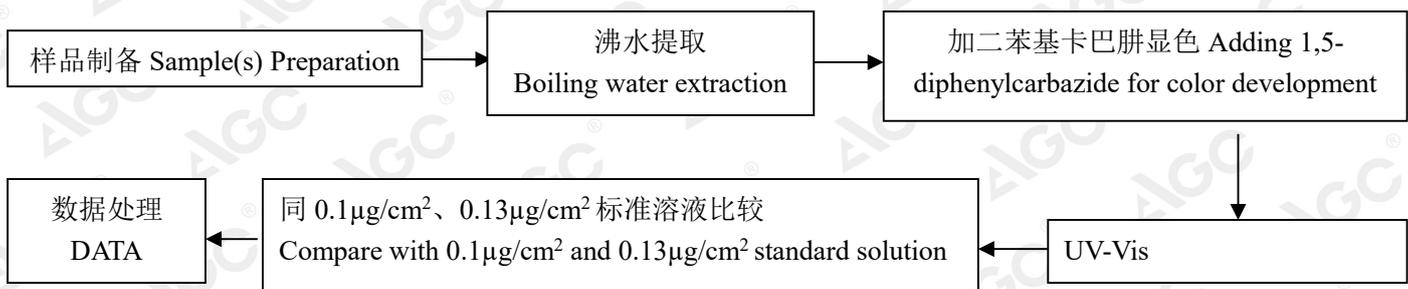 样品制备 Sample(s) Preparation
沸水提取
Boiling water extraction
加二苯基卡巴肼显色 Adding 1,5-
diphenylcarbazide for color development
UV-Vis
同 0.1μg/cm²、0.13μg/cm² 标准溶液比较
Compare with 0.1μg/cm² and 0.13μg/cm² standard solution
数据处理
DATA
AGC
®